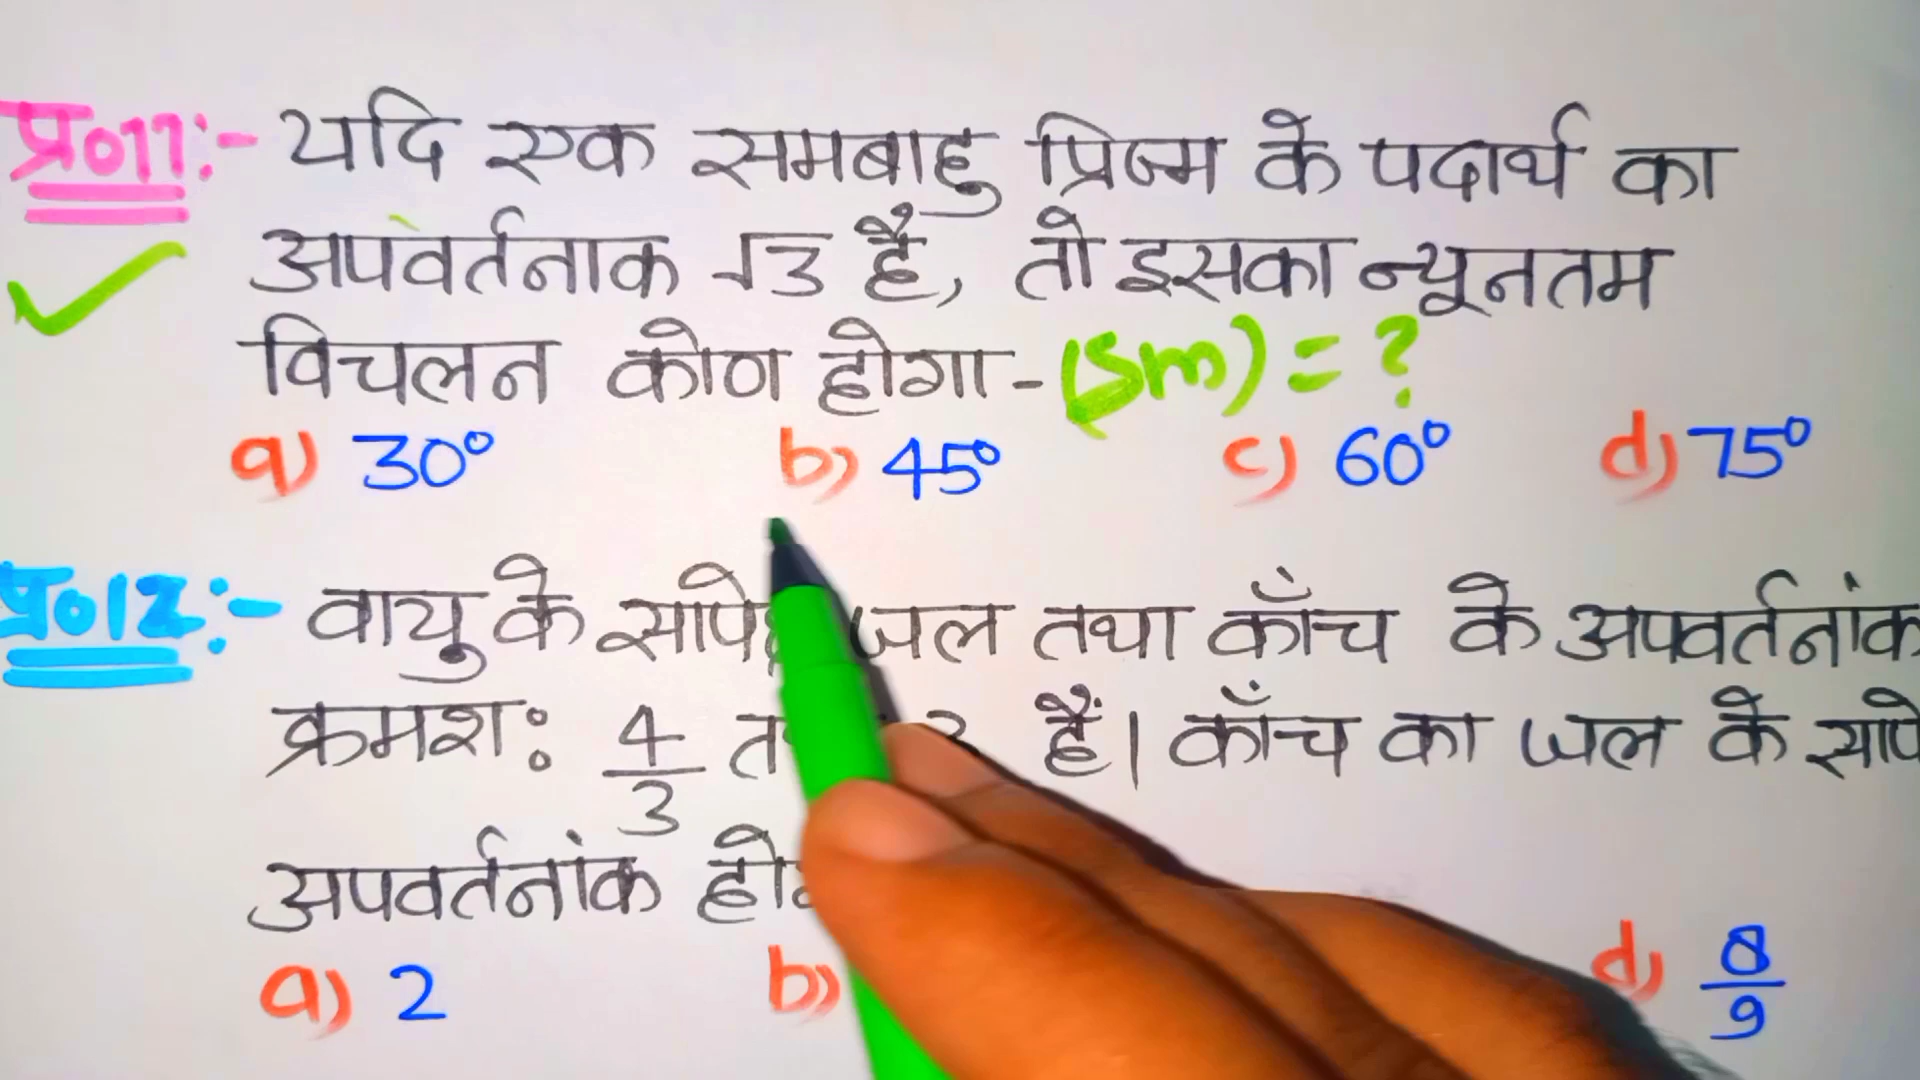 प्र011:- यदि एक समबाहु प्रिज्म के पदार्थ का
अपवर्तनाक √3 है, तो इसका न्यूनतम
विचलन कोण होगा - (δm) = ?
a) 30° b) 45° c) 60° d) 75°
प्र012:- वायु के जल तथा काँच के अपवर्तनांक
क्रमशः 4/3 हैं। काँच का जल के
अपवर्तनांक
a) 2 b) d) 8/9